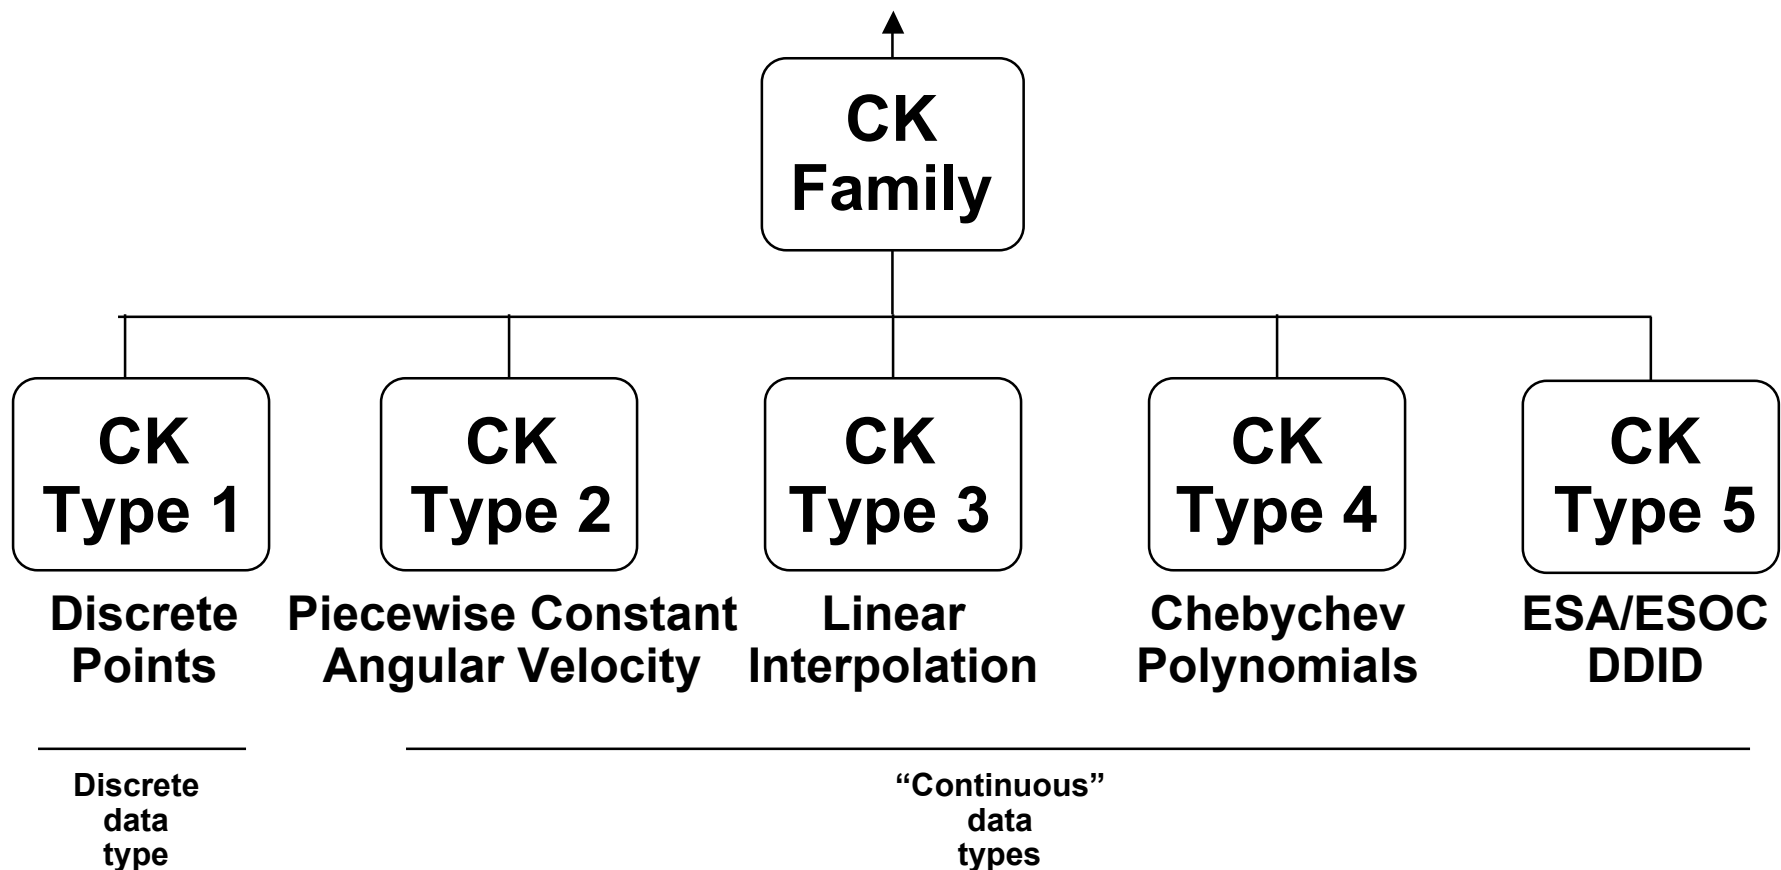 CK
Family
CK
Type 1
CK
Type 2
CK
Type 3
CK
Type 4
CK
Type 5
Discrete
Points
Piecewise Constant
Angular Velocity
Linear
Interpolation
Chebychev
Polynomials
ESA/ESOC
DDID
Discrete
data
type
“Continuous”
data
types